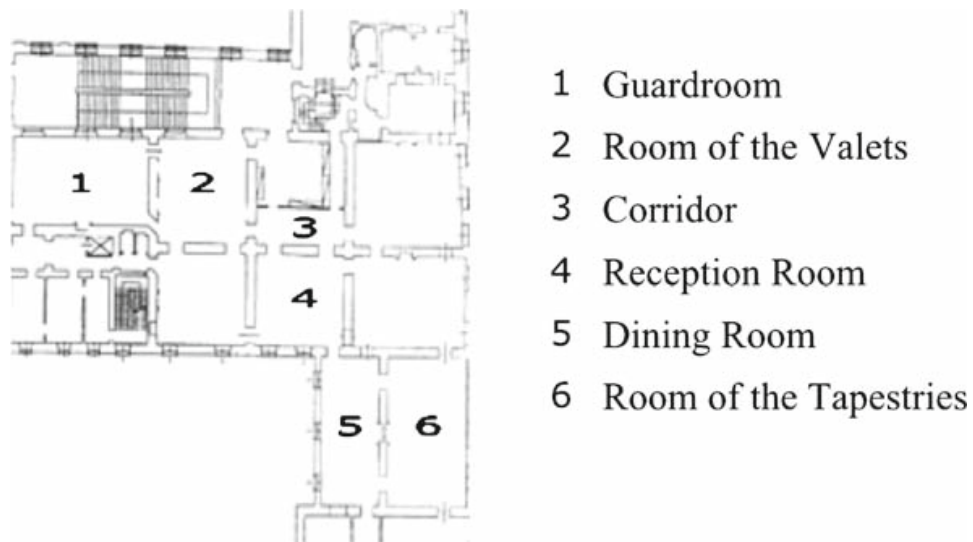 1 Guardroom
2 Room of the Valets
3 Corridor
4 Reception Room
5 Dining Room
6 Room of the Tapestries
1
2
3
4
5
6